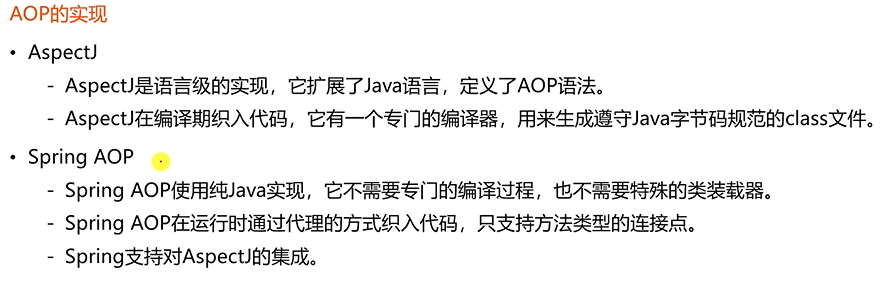 AOP的实现
• AspectJ
- AspectJ是语言级的实现，它扩展了Java语言，定义了AOP语法。
- AspectJ在编译期织入代码，它有一个专门的编译器，用来生成遵守Java字节码规范的class文件。
• Spring AOP
- Spring AOP使用纯Java实现，它不需要专门的编译过程，也不需要特殊的类装载器。
- Spring AOP在运行时通过代理的方式织入代码，只支持方法类型的连接点。
- Spring支持对AspectJ的集成。